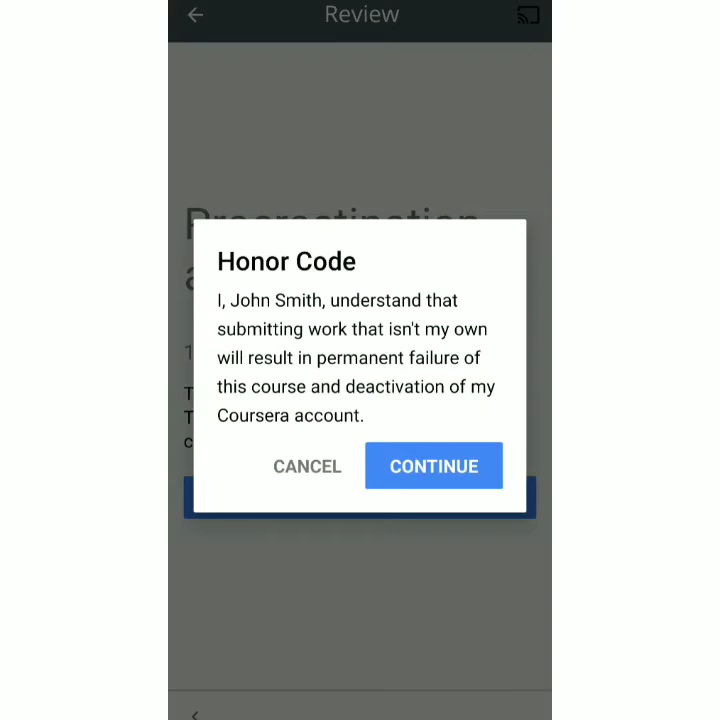 Review
Procrastination
Honor Code
I, John Smith, understand that
submitting work that isn't my own
will result in permanent failure of
this course and deactivation of my
Coursera account.
CANCEL
CONTINUE